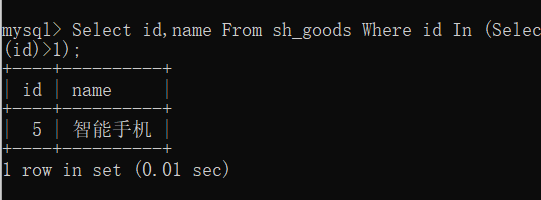 mysql> Select id,name From sh_goods Where id In (Selec
(id)>1);
+----+----------+
| id | name     |
+----+----------+
|  5 | 智能手机 |
+----+----------+
1 row in set (0.01 sec)